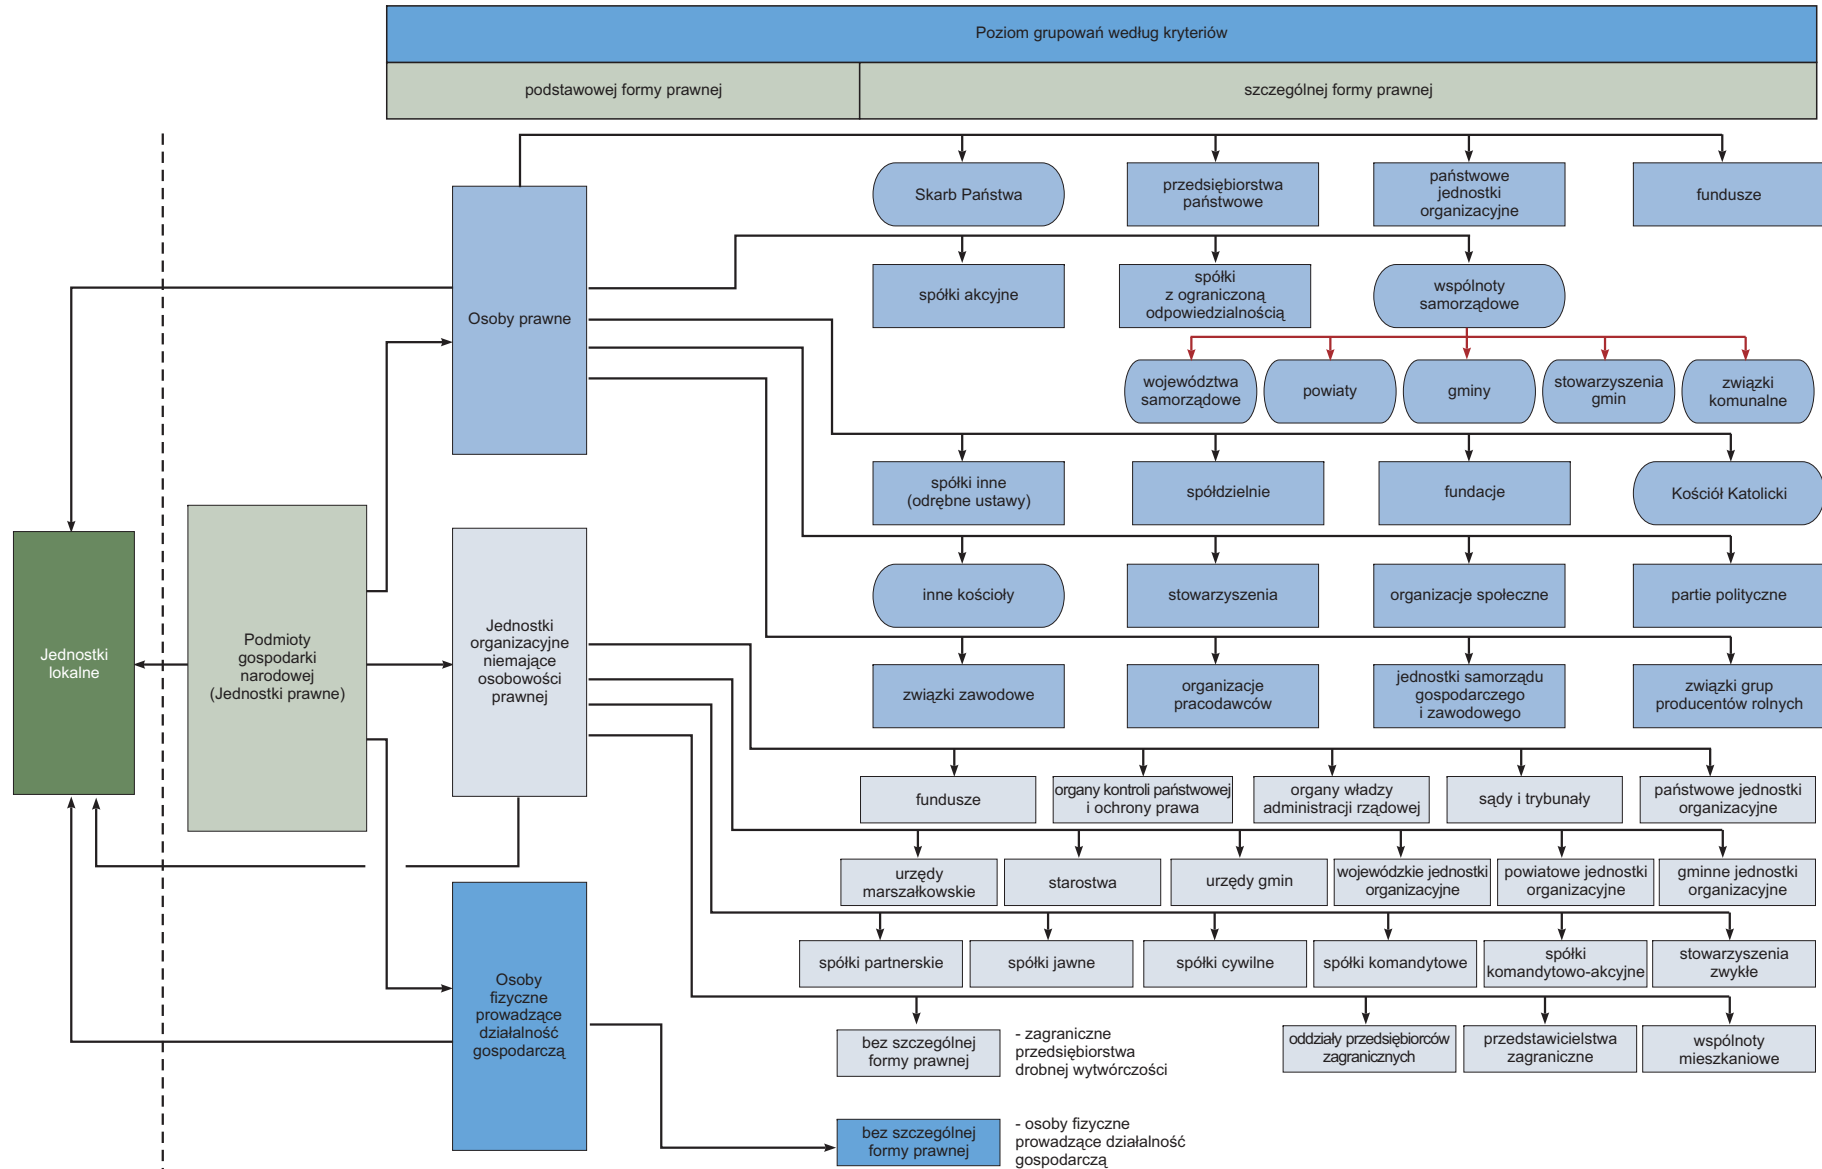 Poziom grupowań według kryteriów
podstawowej formy prawnej
szczególnej formy prawnej
Skarb Państwa
przedsiębiorstwa
państwowe
państwowe
jednostki
organizacyjne
fundusze
Osoby prawne
spółki akcyjne
spółki
z ograniczoną
odpowiedzialnością
wspólnoty
samorządowe
województwa
samorządowe
powiaty
gminy
stowarzyszenia
gmin
związki
komunalne
spółki inne
(odrębne ustawy)
spółdzielnie
fundacje
Kościół Katolicki
inne kościoły
stowarzyszenia
organizacje społeczne
partie polityczne
Jednostki
lokalne
Podmioty
gospodarki
narodowej
(Jednostki prawne)
Jednostki
organizacyjne
niemające
osobowości
prawnej
związki zawodowe
organizacje
pracodawców
jednostki samorządu
gospodarczego
i zawodowego
związki grup
producentów rolnych
fundusze
organy kontroli państwowej
i ochrony prawa
organy władzy
administracji rządowej
sądy i trybunały
państwowe jednostki
organizacyjne
urzędy
marszałkowskie
starostwa
urzędy gmin
wojewódzkie jednostki
organizacyjne
powiatowe jednostki
organizacyjne
gminne jednostki
organizacyjne
spółki partnerskie
spółki jawne
spółki cywilne
spółki komandytowe
spółki
komandytowo-akcyjne
stowarzyszenia
zwykłe
Osoby
fizyczne
prowadzące
działalność
gospodarczą
bez szczególnej
formy prawnej
- zagraniczne
przedsiębiorstwa
drobnej wytwórczości
oddziały przedsiębiorców
zagranicznych
przedstawicielstwa
zagraniczne
wspólnoty
mieszkaniowe
bez szczególnej
formy prawnej
- osoby fizyczne
prowadzące działalność
gospodarczą